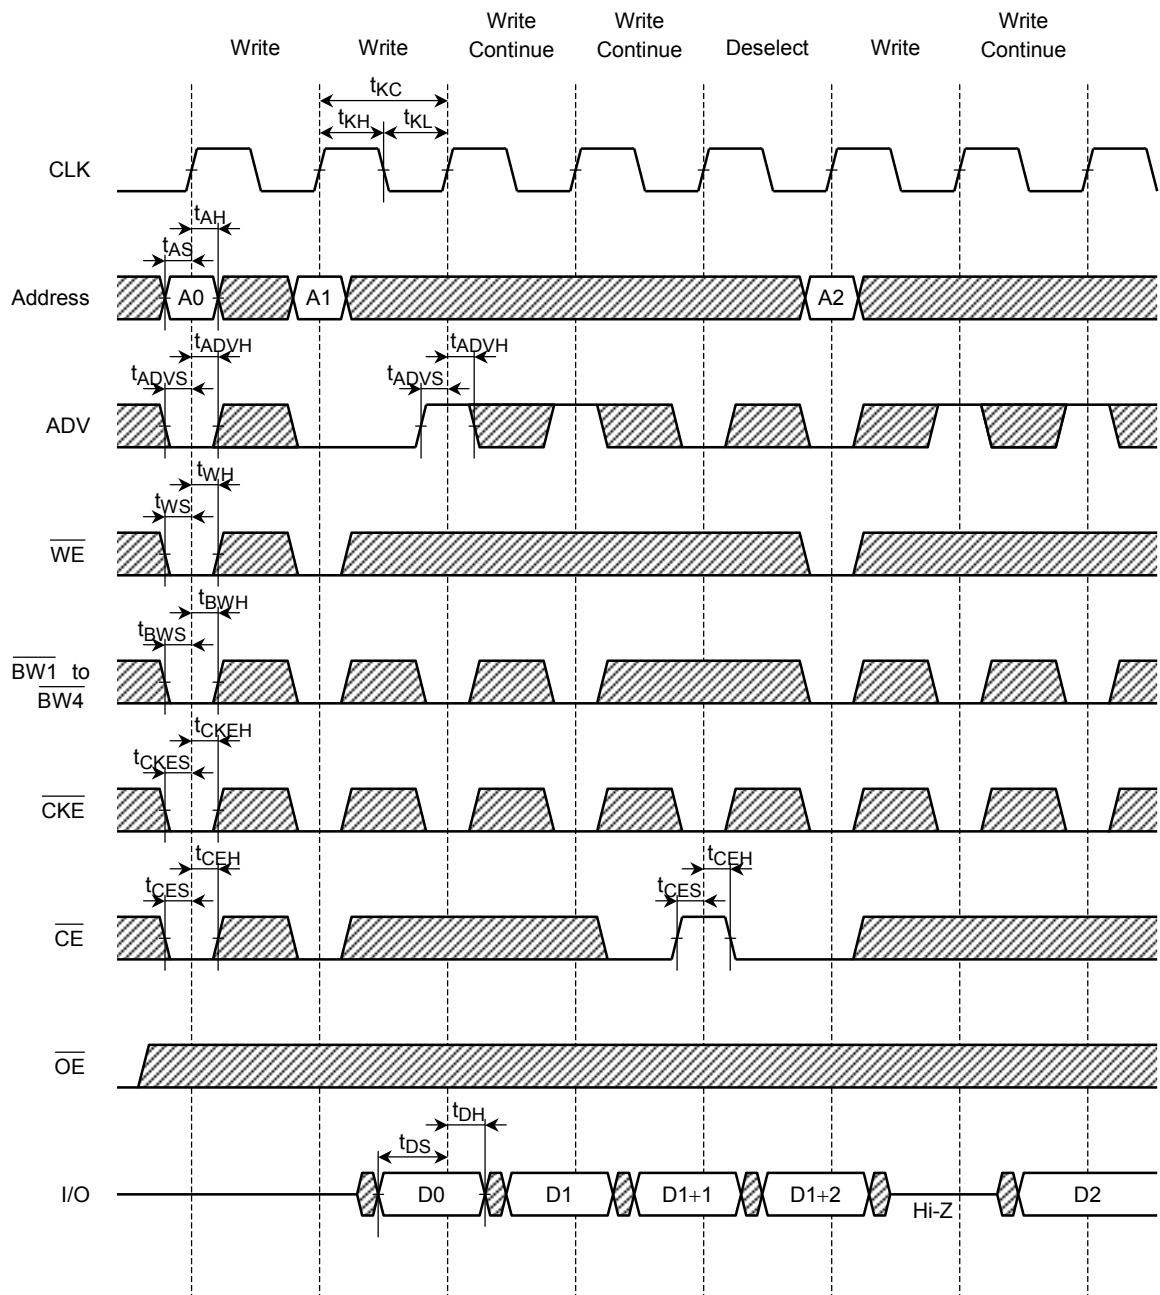 Write Write Write Continue Write Continue Deselect Write Write Continue
tKC
tKH tKL
CLK
tAH
tAS
Address A0 A1 A2
tADVH tADVH
tADVS tADVS
ADV
tWH
tWS
WE
tBWH
tBWS
BW1 to
BW4
tCKEH
tCKES
CKE
tCEH tCEH
tCES tCES
CE
OE
tDH
tDS
I/O D0 D1 D1+1 D1+2 Hi-Z D2